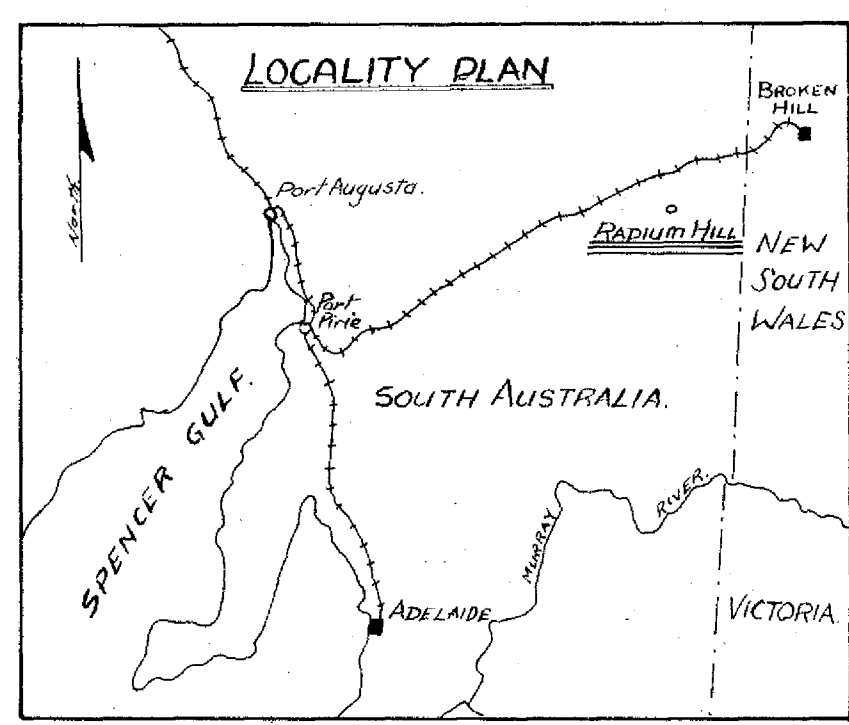 LOCALITY PLAN
BROKEN
HILL
North.
Port Augusta.
RADIUM HILL
NEW
SOUTH
WALES
Port
Pirie
SOUTH AUSTRALIA.
SPENCER GULF.
MURRAY RIVER.
ADELAIDE
VICTORIA.